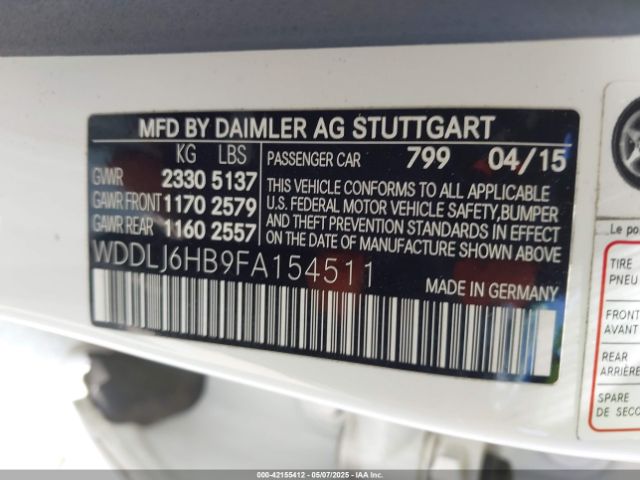 MFD BY DAIMLER AG STUTTGART
KG LBS
GVWR 2330 5137
GAWR FRONT 1170 2579
GAWR REAR 1160 2557
PASSENGER CAR 799 04/15
THIS VEHICLE CONFORMS TO ALL APPLICABLE
U.S. FEDERAL MOTOR VEHICLE SAFETY, BUMPER
AND THEFT PREVENTION STANDARDS IN EFFECT
ON THE DATE OF MANUFACTURE SHOWN ABOVE.
WDDLJ6HB9FA154511
MADE IN GERMANY
TIRE
PNEU
FRONT
AVANT
REAR
ARRIÈRE
SPARE
DE SECO
000-42155412 - 05/07/2025 - IAAI.COM